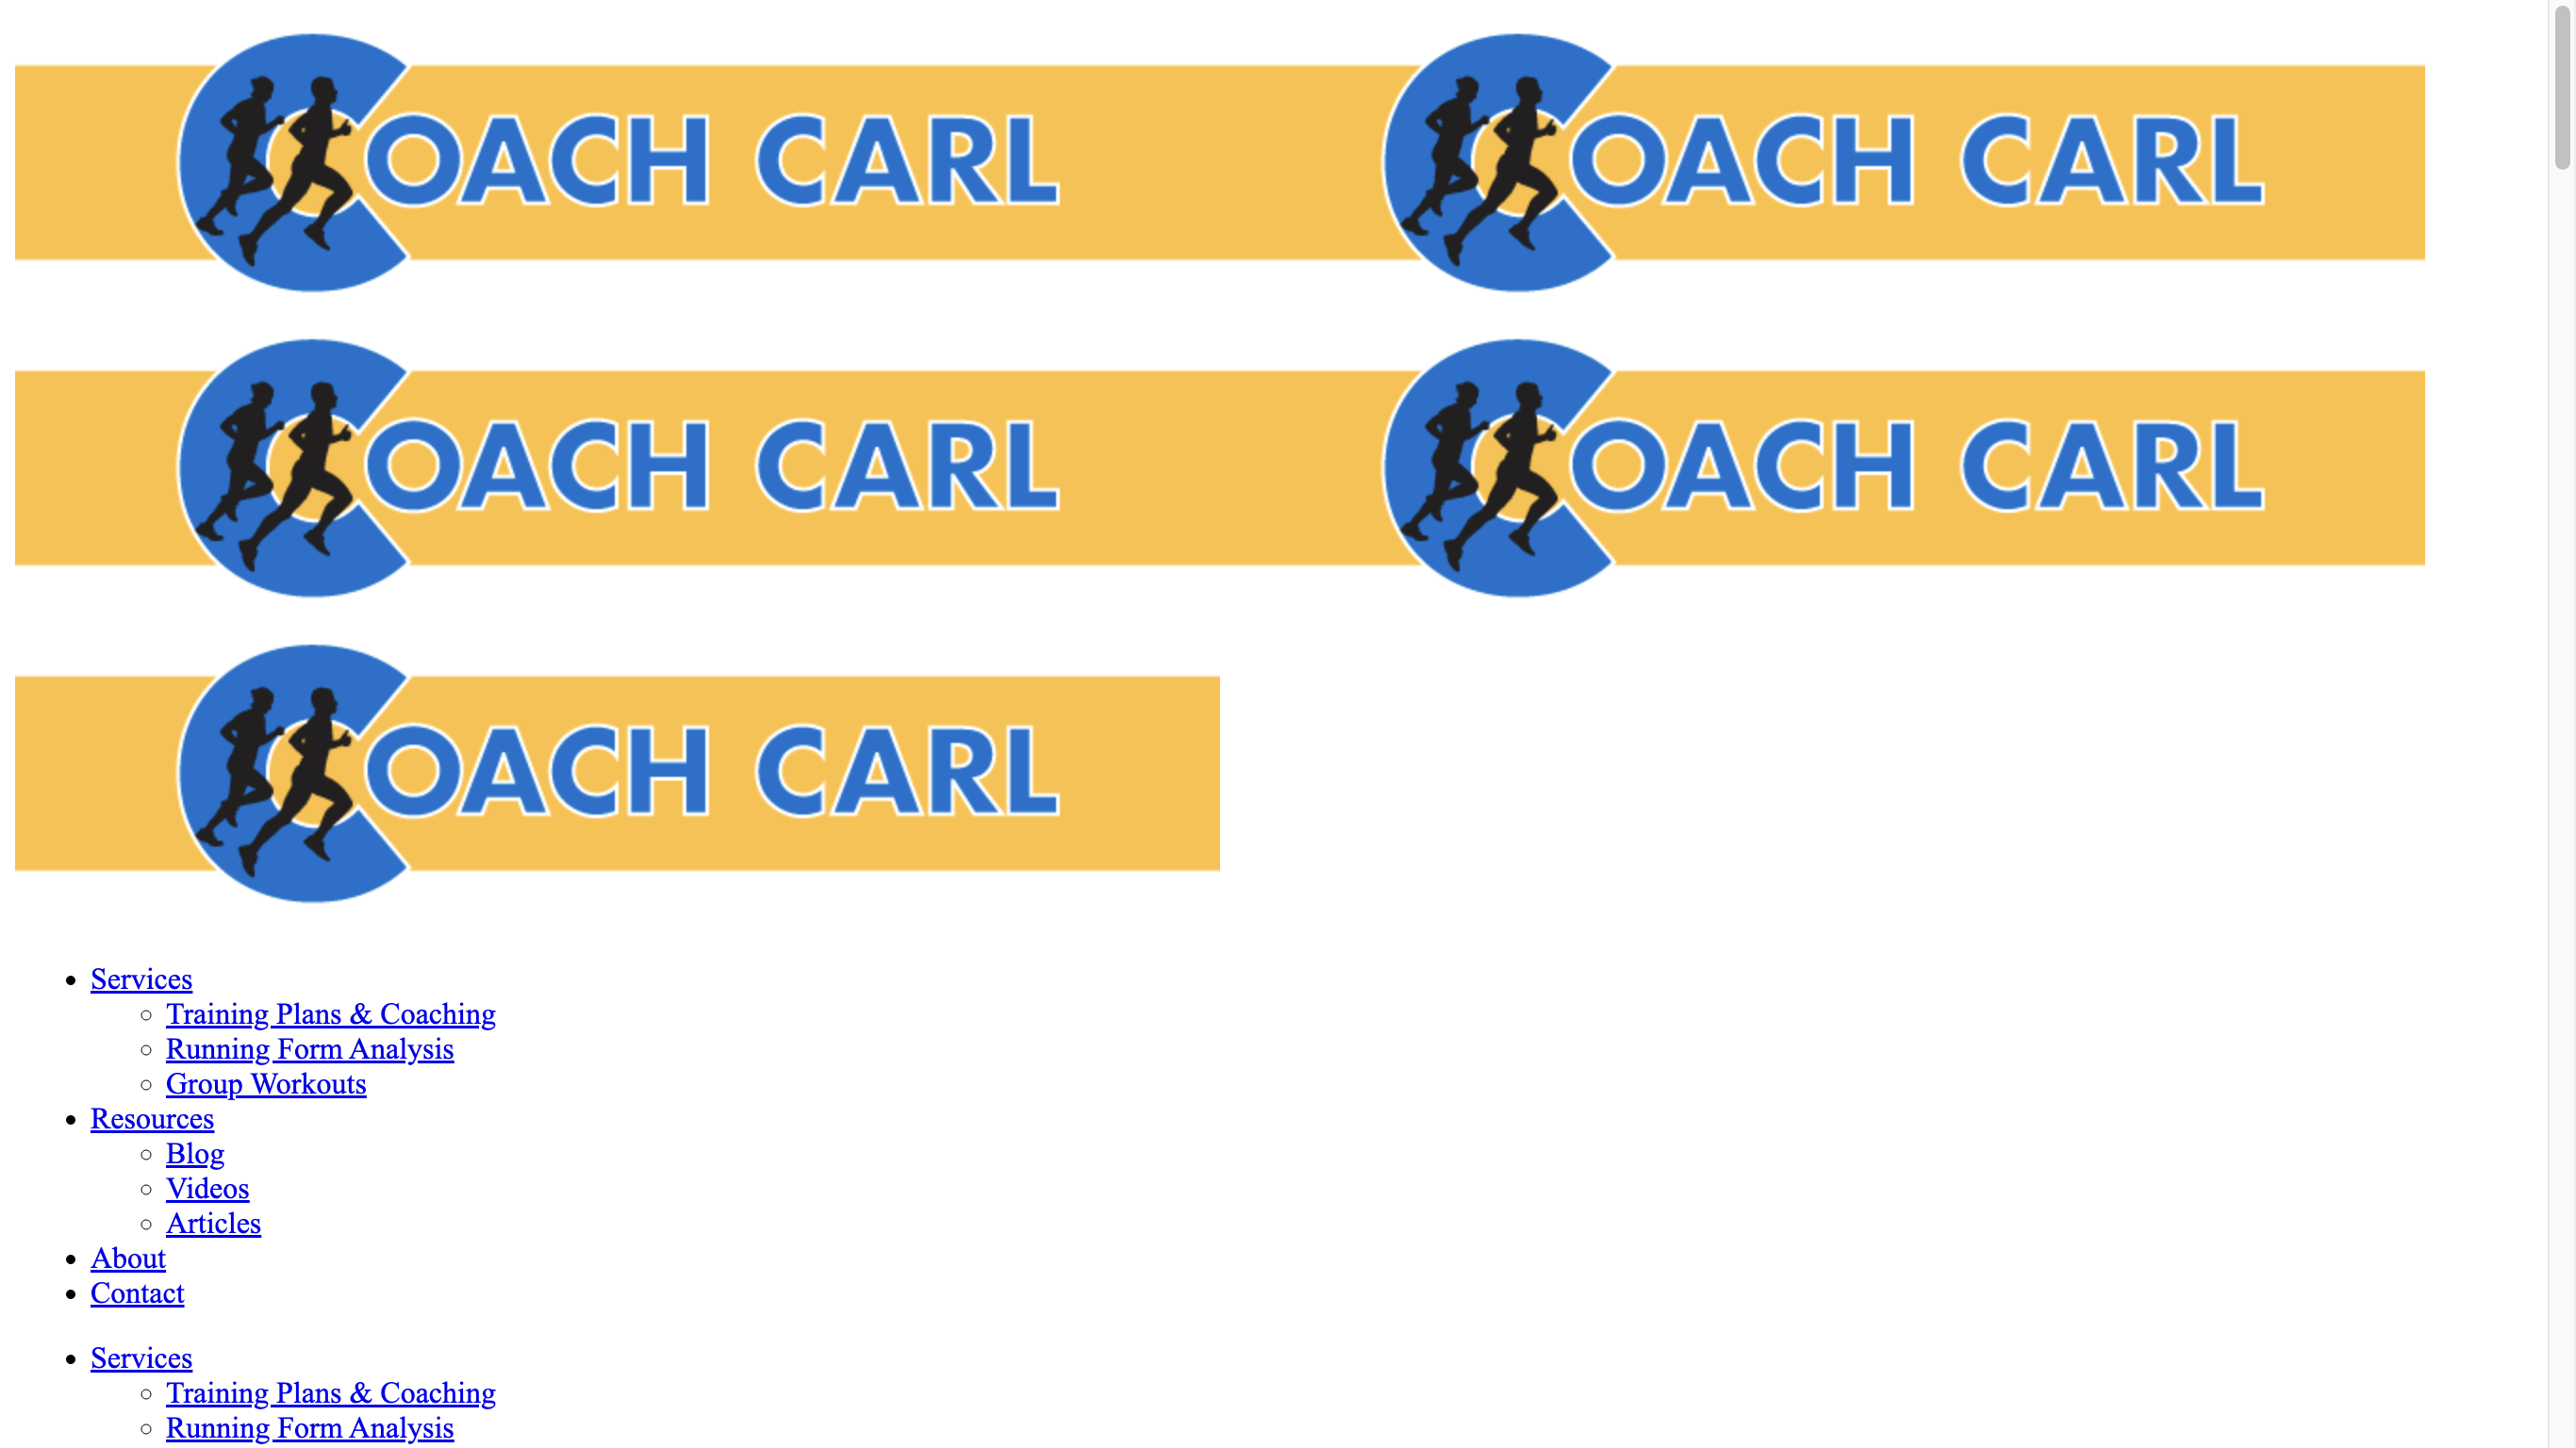 COACH CARL COACH CARL
COACH CARL COACH CARL
COACH CARL
Services
Training Plans & Coaching
Running Form Analysis
Group Workouts
Resources
Blog
Videos
Articles
About
Contact
Services
Training Plans & Coaching
Running Form Analysis